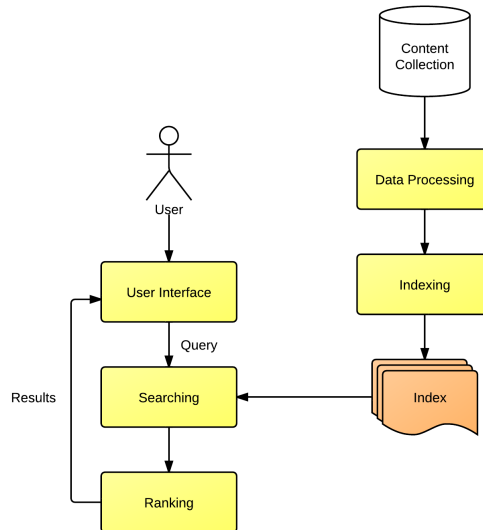 Content
Collection
Data Processing
User
User Interface
Indexing
Query
Results
Searching
Index
Ranking